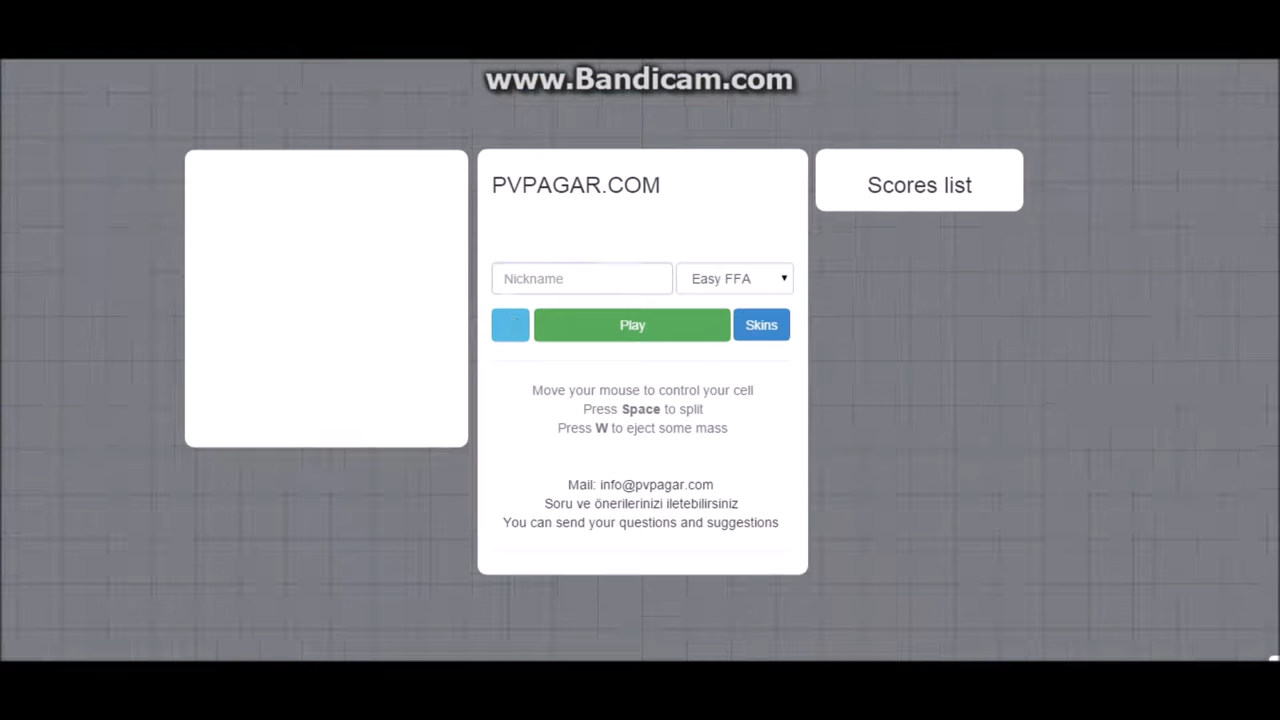 www.Bandicam.com
PVPAGAR.COM
Scores list
Nickname
Easy FFA
Play
Skins
Move your mouse to control your cell
Press Space to split
Press W to eject some mass
Mail: info@pvpagar.com
Soru ve önerilerinizi iletebilirsiniz
You can send your questions and suggestions